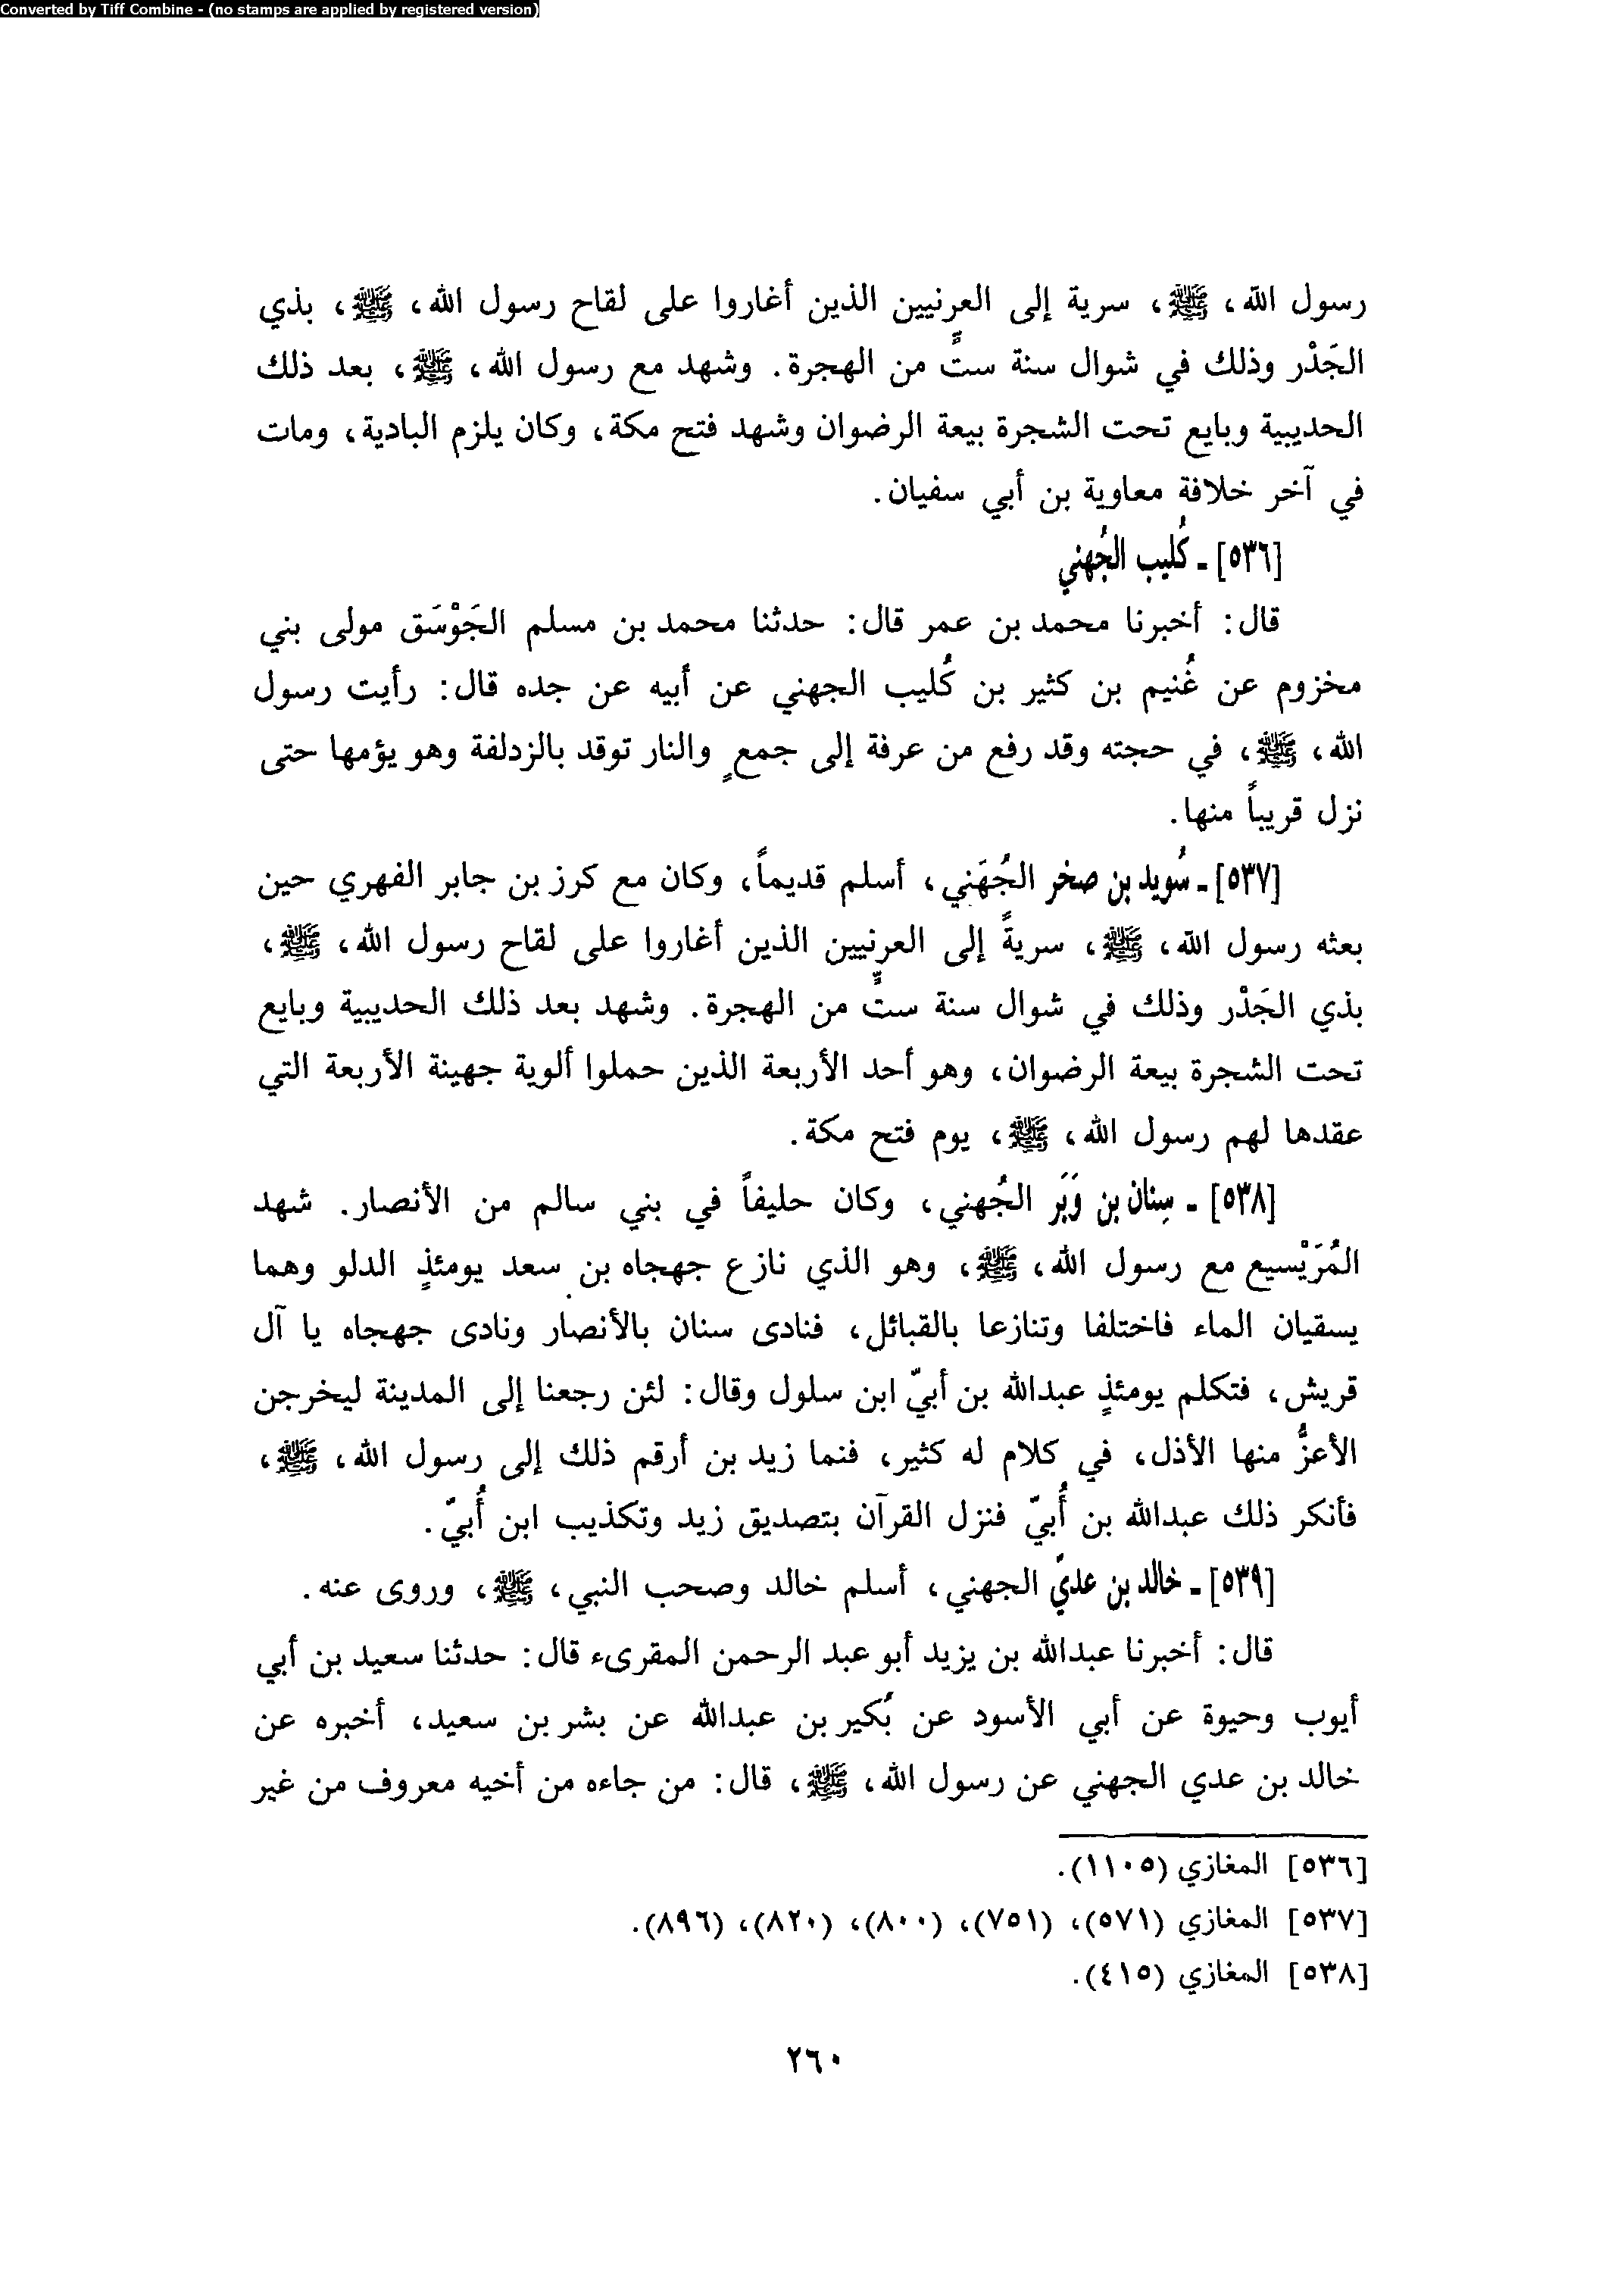 Converted by Tiff Combine - (no stamps are applied by registered version)
رسول الله، ﷺ، سرية إلى العرنيين الذين أغاروا على لقاح رسول الله، ﷺ، بذي
الجَذْر وذلك في شوال سنة ستٍّ من الهجرة. وشهد مع رسول الله، ﷺ، بعد ذلك
الحديبية وبايع تحت الشجرة بيعة الرضوان وشهد فتح مكة، وكان يلزم البادية، ومات
في آخر خلافة معاوية بن أبي سفيان.
[٥٣٦] ـ كُليب الجُهني
قال: أخبرنا محمد بن عمر قال: حدثنا محمد بن مسلم الجَوْسَق مولى بني
مخزوم عن غُنيم بن كثير بن كُليب الجهني عن أبيه عن جده قال: رأيت رسول
الله، ﷺ، في حجته وقد رفع من عرفة إلى جمعٍ والنار توقد بالزدلفة وهو يؤمها حتى
نزل قريباً منها.
[٥٣٧] ـ سُويد بن صخر الجُهَني، أسلم قديماً، وكان مع كرز بن جابر الفهري حين
بعثه رسول الله، ﷺ، سريةً إلى العرنيين الذين أغاروا على لقاح رسول الله، ﷺ،
بذي الجَذْر وذلك في شوال سنة ستٍّ من الهجرة. وشهد بعد ذلك الحديبية وبايع
تحت الشجرة بيعة الرضوان، وهو أحد الأربعة الذين حملوا ألوية جهينة الأربعة التي
عقدها لهم رسول الله، ﷺ، يوم فتح مكة.
[٥٣٨] ـ سِنان بن وَبَر الجُهني، وكان حليفاً في بني سالم من الأنصار. شهد
المُرَيْسيع مع رسول الله، ﷺ، وهو الذي نازع جهجاه بن سعد يومئذٍ الدلو وهما
يسقيان الماء فاختلفا وتنازعا بالقبائل، فنادى سنان بالأنصار ونادى جهجاه يا آل
قريش، فتكلم يومئذٍ عبدالله بن أبيّ ابن سلول وقال: لئن رجعنا إلى المدينة ليخرجن
الأعزُّ منها الأذل، في كلام له كثير، فنما زيد بن أرقم ذلك إلى رسول الله، ﷺ،
فأنكر ذلك عبدالله بن أُبيّ فنزل القرآن بتصديق زيد وتكذيب ابن أُبيّ.
[٥٣٩] ـ خالد بن عديّ الجهني، أسلم خالد وصحب النبي، ﷺ، وروى عنه.
قال: أخبرنا عبدالله بن يزيد أبو عبد الرحمن المقرىء قال: حدثنا سعيد بن أبي
أيوب وحيوة عن أبي الأسود عن بُكير بن عبدالله عن بشر بن سعيد، أخبره عن
خالد بن عدي الجهني عن رسول الله، ﷺ، قال: من جاءه من أخيه معروف من غير
[٥٣٦] المغازي (١١٠٥).
[٥٣٧] المغازي (٥٧١)، (٧٥١)، (٨٠٠)، (٨٢٠)، (٨٩٦).
[٥٣٨] المغازي (٤١٥).
٢٦٠